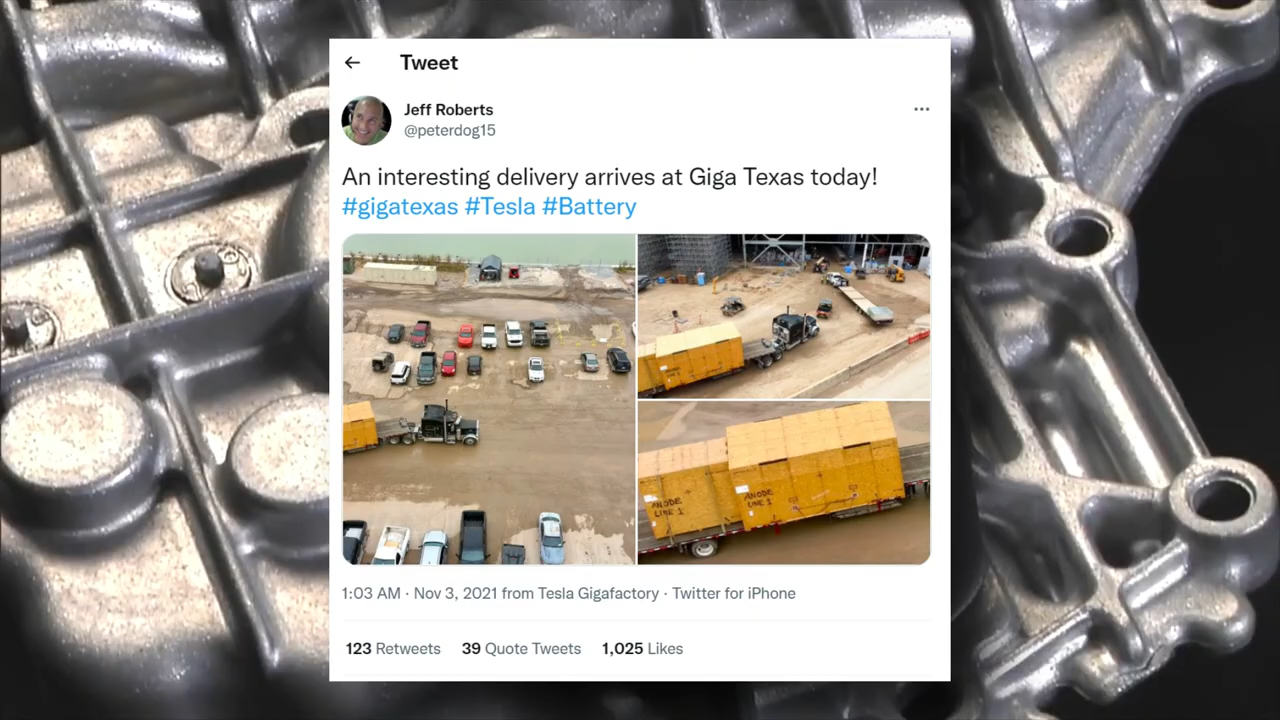 Tweet
Jeff Roberts
@peterdog15
An interesting delivery arrives at Giga Texas today!
#gigatexas #Tesla #Battery
ANODE
LINE 1
ANODE
LINE 1
1:03 AM · Nov 3, 2021 from Tesla Gigafactory · Twitter for iPhone
123 Retweets 39 Quote Tweets 1,025 Likes